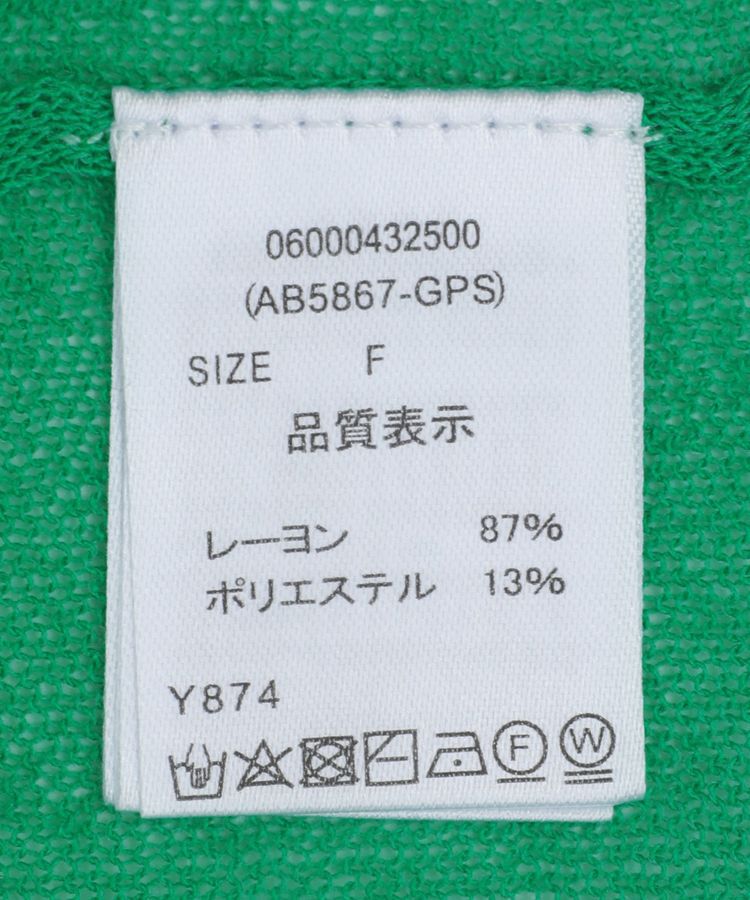 06000432500
(AB5867-GPS)
SIZE F
品質表示
レーヨン 87%
ポリエステル 13%
Y874
F W